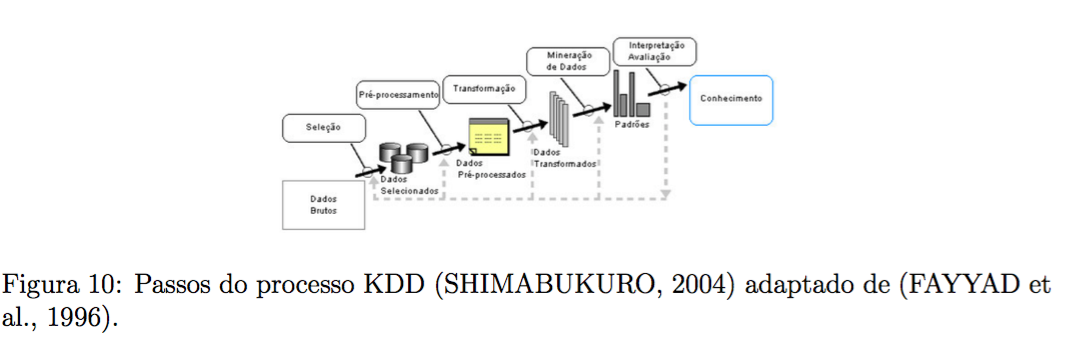 Interpretação
Avaliação
Mineração
de Dados
Transformação
Pré-processamento
Conhecimento
Seleção
Padrões
Dados
Transformados
Dados
Pré-processados
Dados
Selecionados
Dados
Brutos
Figura 10: Passos do processo KDD (SHIMABUKURO, 2004) adaptado de (FAYYAD et
al., 1996).